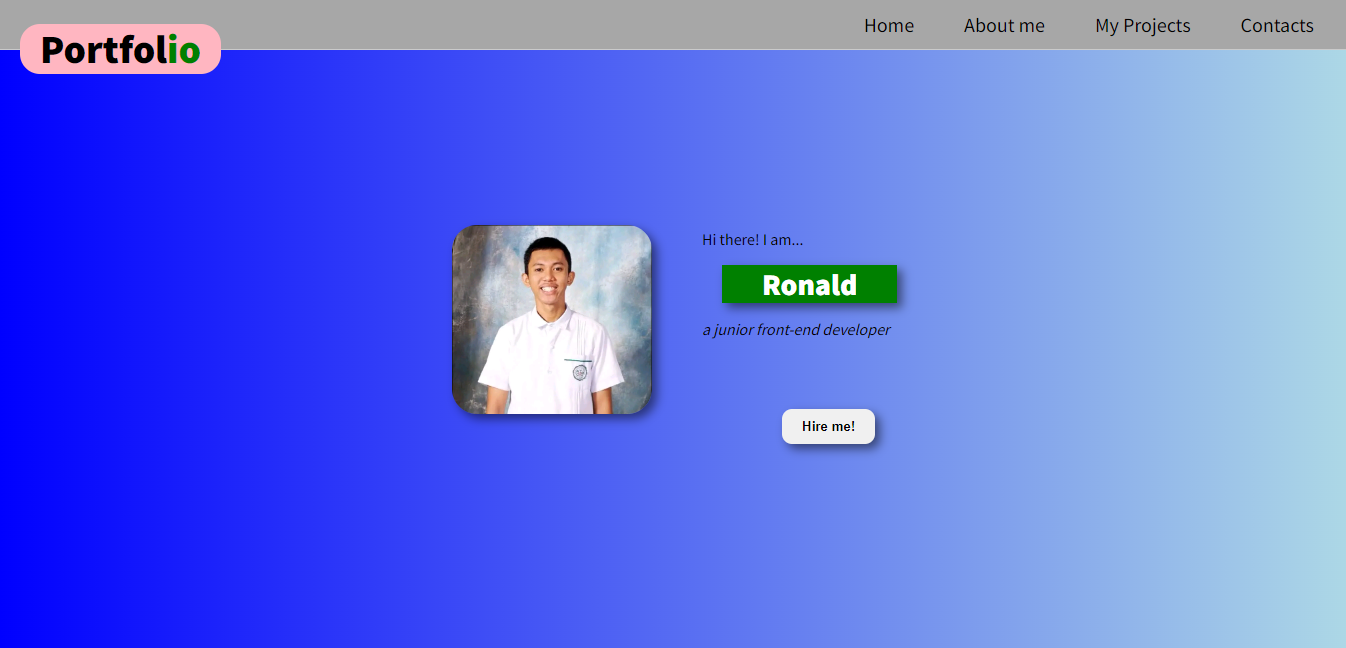 Portfolio
Home About me My Projects Contacts
Hi there! I am...
Ronald
a junior front-end developer
Hire me!